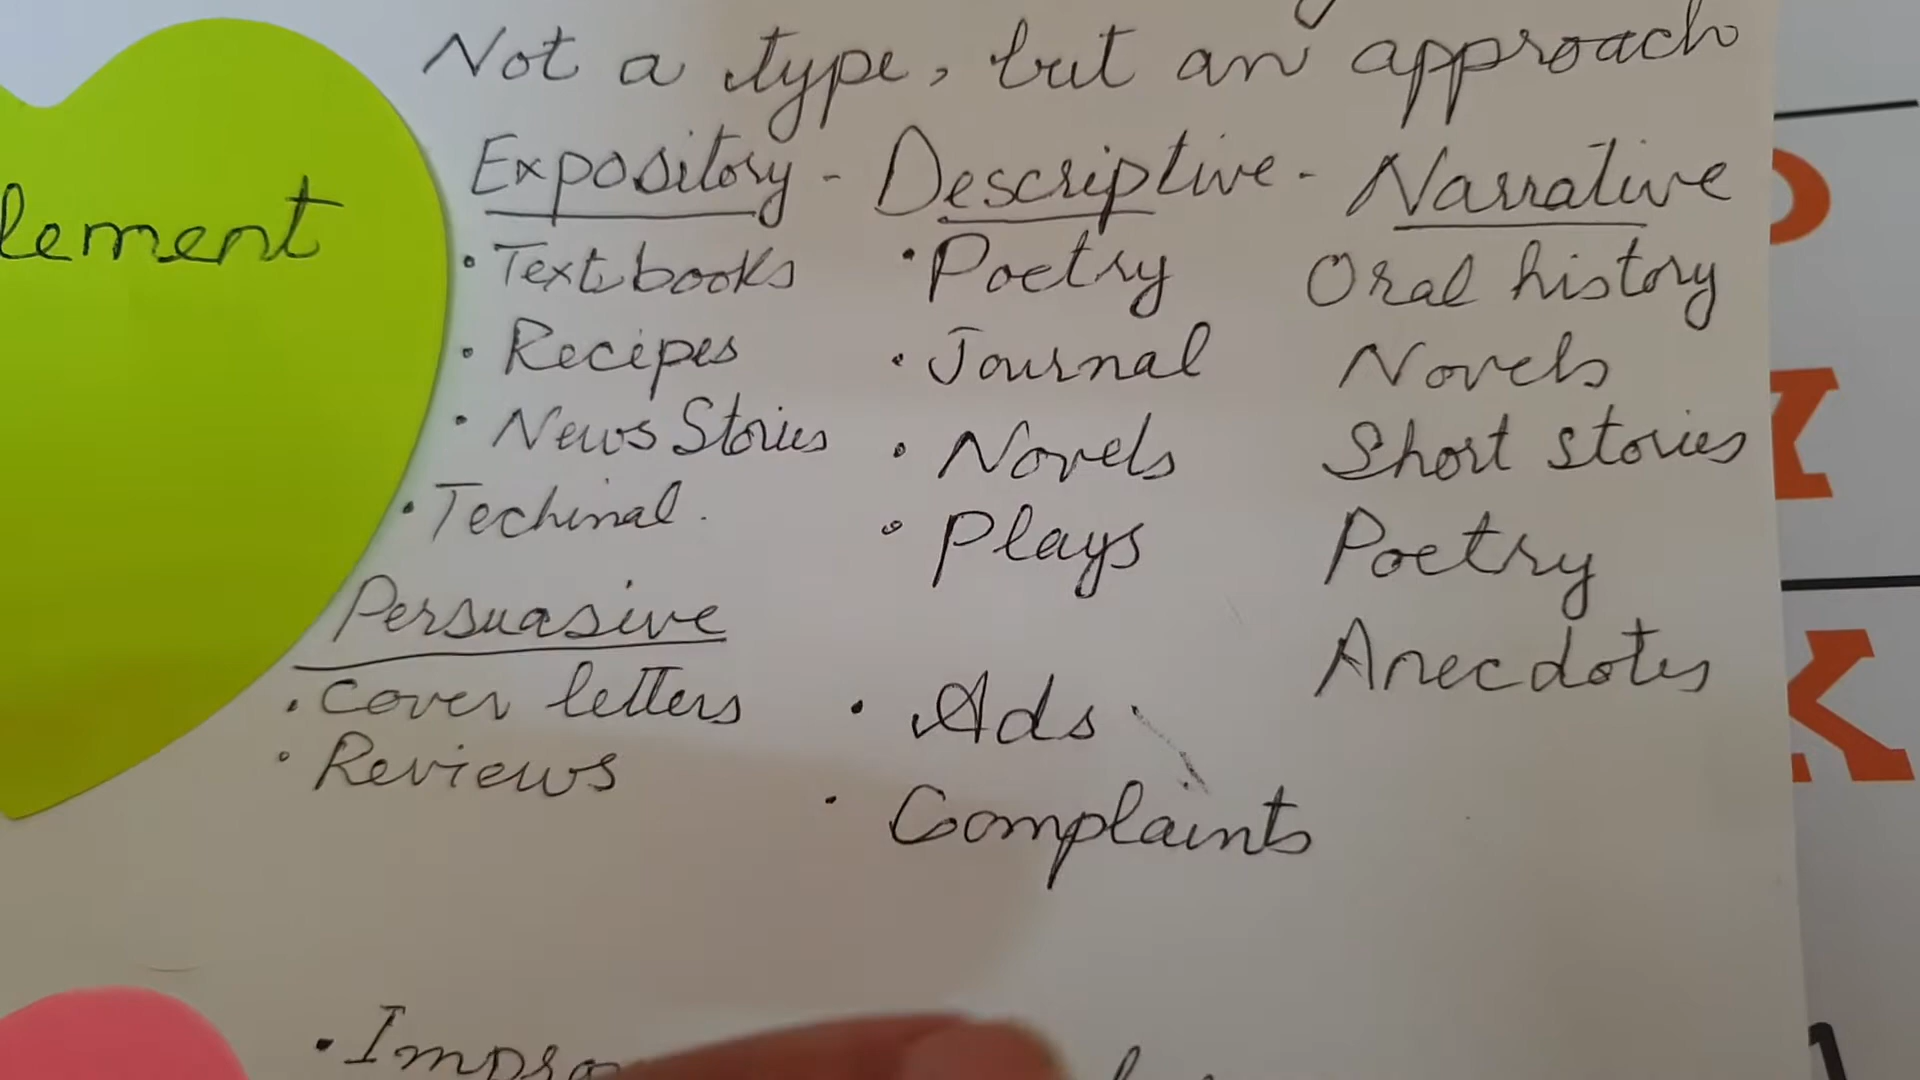 Not a type, but an approach
lement
Expository - Descriptive - Narrative
• Textbooks • Poetry Oral history
• Recipes • Journal Novels
• News Stories • Novels Short stories
• Techinal. • Plays Poetry
Persuasive Anecdotes
• Cover letters • Ads
• Reviews • Complaints
• Impro